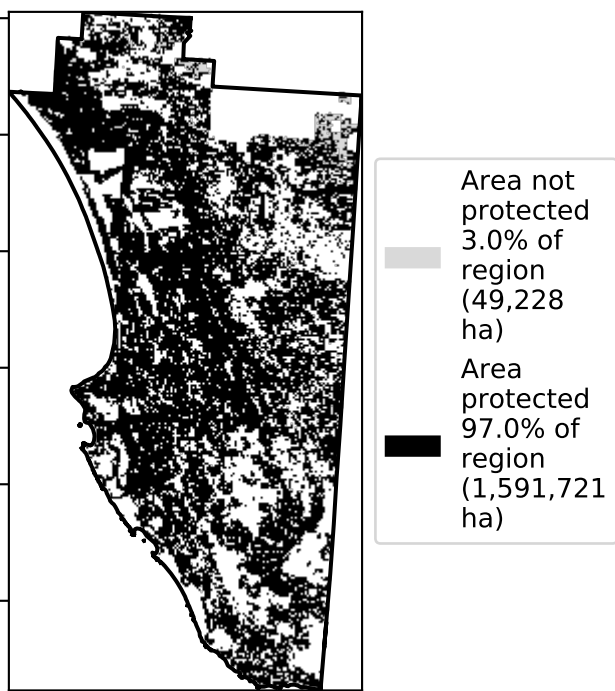 Area not
protected
3.0% of
region
(49,228
ha)
Area
protected
97.0% of
region
(1,591,721
ha)